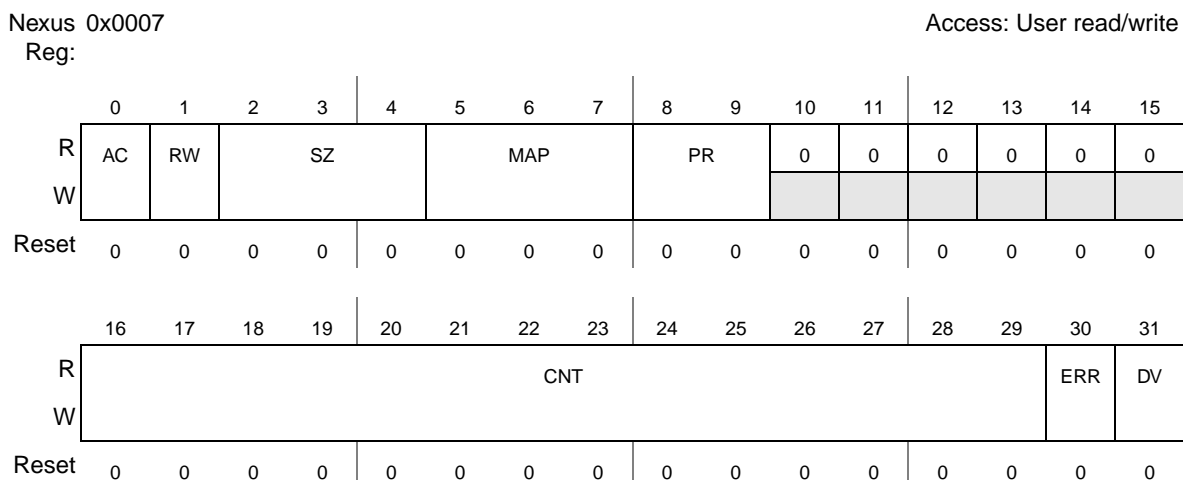 Nexus 0x0007 Access: User read/write
Reg:
0 1 2 3 4 5 6 7 8 9 10 11 12 13 14 15
R AC RW SZ MAP PR 0 0 0 0 0 0
W
Reset 0 0 0 0 0 0 0 0 0 0 0 0 0 0 0 0
16 17 18 19 20 21 22 23 24 25 26 27 28 29 30 31
R CNT ERR DV
W
Reset 0 0 0 0 0 0 0 0 0 0 0 0 0 0 0 0